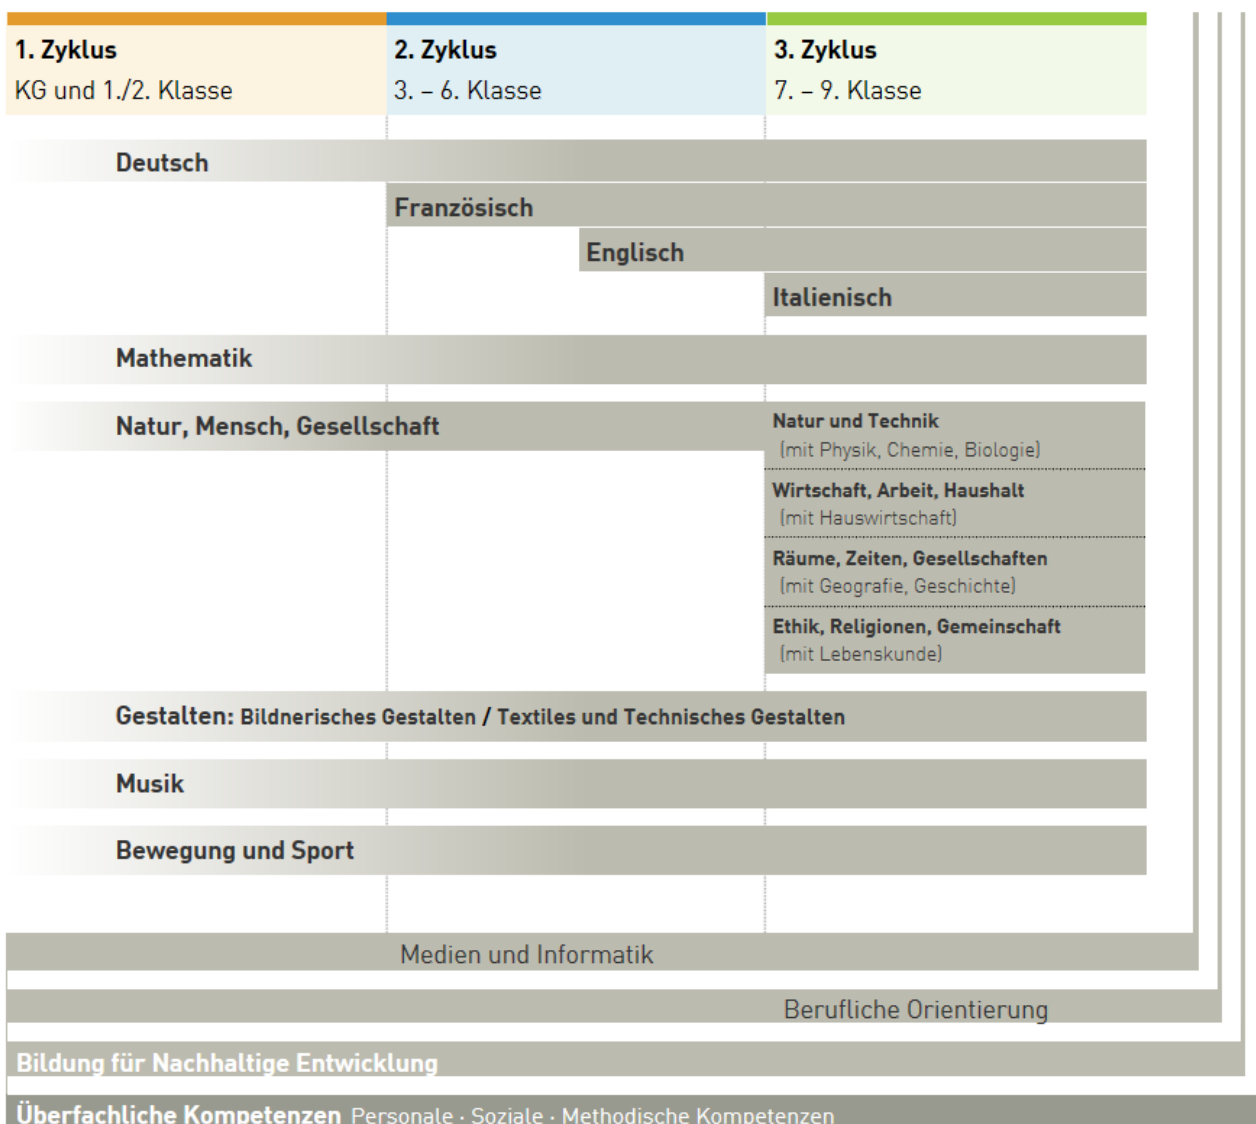 1. Zyklus
KG und 1./2. Klasse
2. Zyklus
3. – 6. Klasse
3. Zyklus
7. – 9. Klasse
Deutsch
Französisch
Englisch
Italienisch
Mathematik
Natur, Mensch, Gesellschaft
Natur und Technik
(mit Physik, Chemie, Biologie)
Wirtschaft, Arbeit, Haushalt
(mit Hauswirtschaft)
Räume, Zeiten, Gesellschaften
(mit Geografie, Geschichte)
Ethik, Religionen, Gemeinschaft
(mit Lebenskunde)
Gestalten: Bildnerisches Gestalten / Textiles und Technisches Gestalten
Musik
Bewegung und Sport
Medien und Informatik
Berufliche Orientierung
Bildung für Nachhaltige Entwicklung
Überfachliche Kompetenzen Personale · Soziale · Methodische Kompetenzen